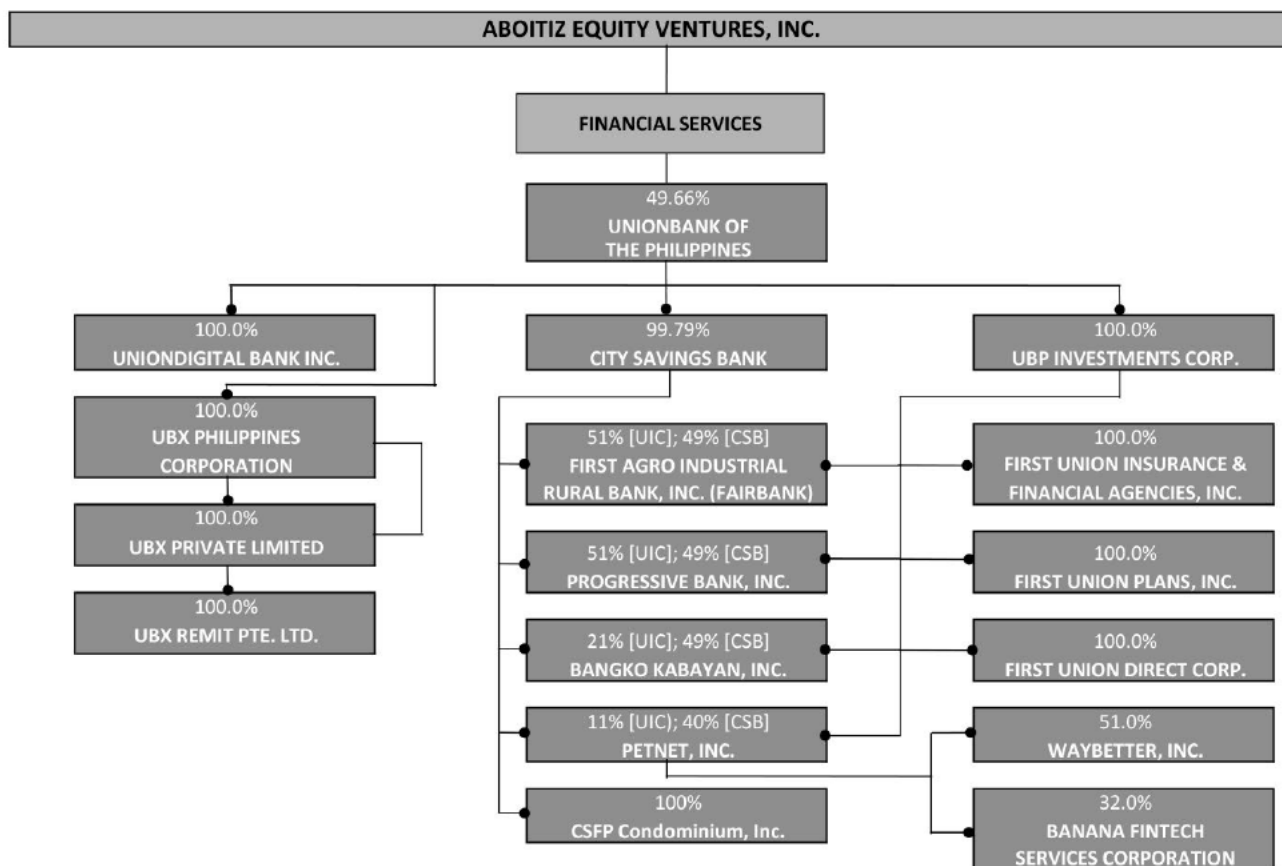 ABOITIZ EQUITY VENTURES, INC.
FINANCIAL SERVICES
49.66%
UNIONBANK OF
THE PHILIPPINES
100.0%
UNIONDIGITAL BANK INC.
100.0%
UBX PHILIPPINES
CORPORATION
100.0%
UBX PRIVATE LIMITED
100.0%
UBX REMIT PTE. LTD.
99.79%
CITY SAVINGS BANK
51% [UIC]; 49% [CSB]
FIRST AGRO INDUSTRIAL
RURAL BANK, INC. (FAIRBANK)
51% [UIC]; 49% [CSB]
PROGRESSIVE BANK, INC.
21% [UIC]; 49% [CSB]
BANGKO KABAYAN, INC.
11% [UIC); 40% [CSB]
PETNET, INC.
100%
CSFP Condominium, Inc.
100.0%
UBP INVESTMENTS CORP.
100.0%
FIRST UNION INSURANCE &
FINANCIAL AGENCIES, INC.
100.0%
FIRST UNION PLANS, INC.
100.0%
FIRST UNION DIRECT CORP.
51.0%
WAYBETTER, INC.
32.0%
BANANA FINTECH
SERVICES CORPORATION